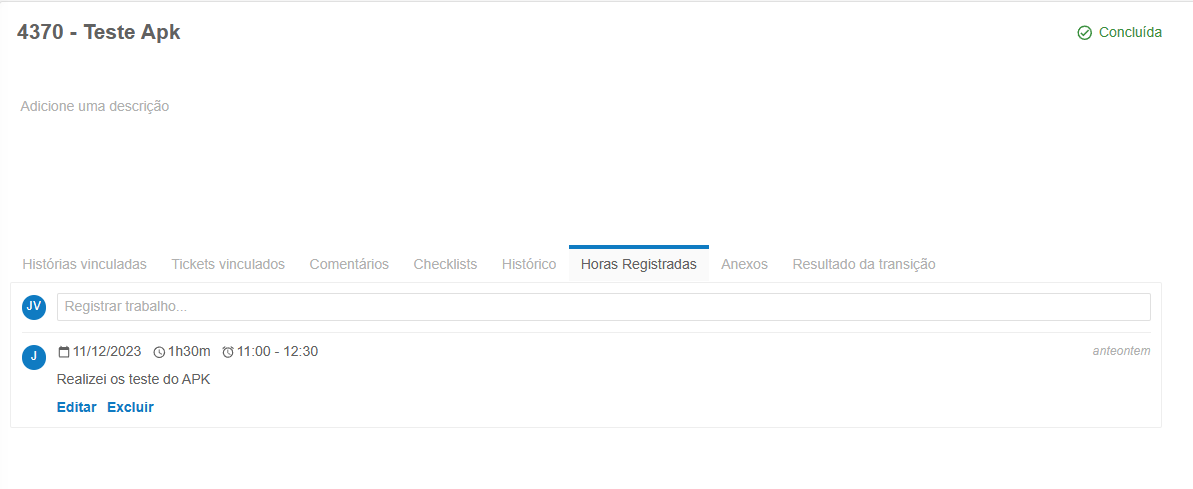 4370 - Teste Apk
Concluída
Adicione uma descrição
Histórias vinculadas Tickets vinculados Comentários Checklists Histórico Horas Registradas Anexos Resultado da transição
JV Registrar trabalho...
J 11/12/2023 1h30m 11:00 - 12:30 anteontem
Realizei os teste do APK
Editar Excluir